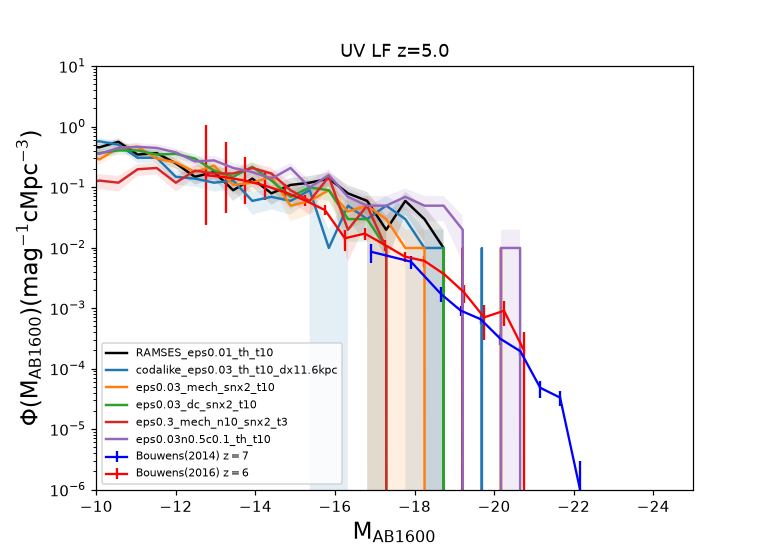 UV LF z=5.0
Φ(M_AB1600)(mag⁻¹cMpc⁻³)
10¹
10⁰
10⁻¹
10⁻²
10⁻³
10⁻⁴
10⁻⁵
10⁻⁶
RAMSES_eps0.01_th_t10
codalike_eps0.03_th_t10_dx11.6kpc
eps0.03_mech_snx2_t10
eps0.03_dc_snx2_t10
eps0.3_mech_n10_snx2_t3
eps0.03n0.5c0.1_th_t10
Bouwens(2014) z = 7
Bouwens(2016) z = 6
−10 −12 −14 −16 −18 −20 −22 −24
M_AB1600